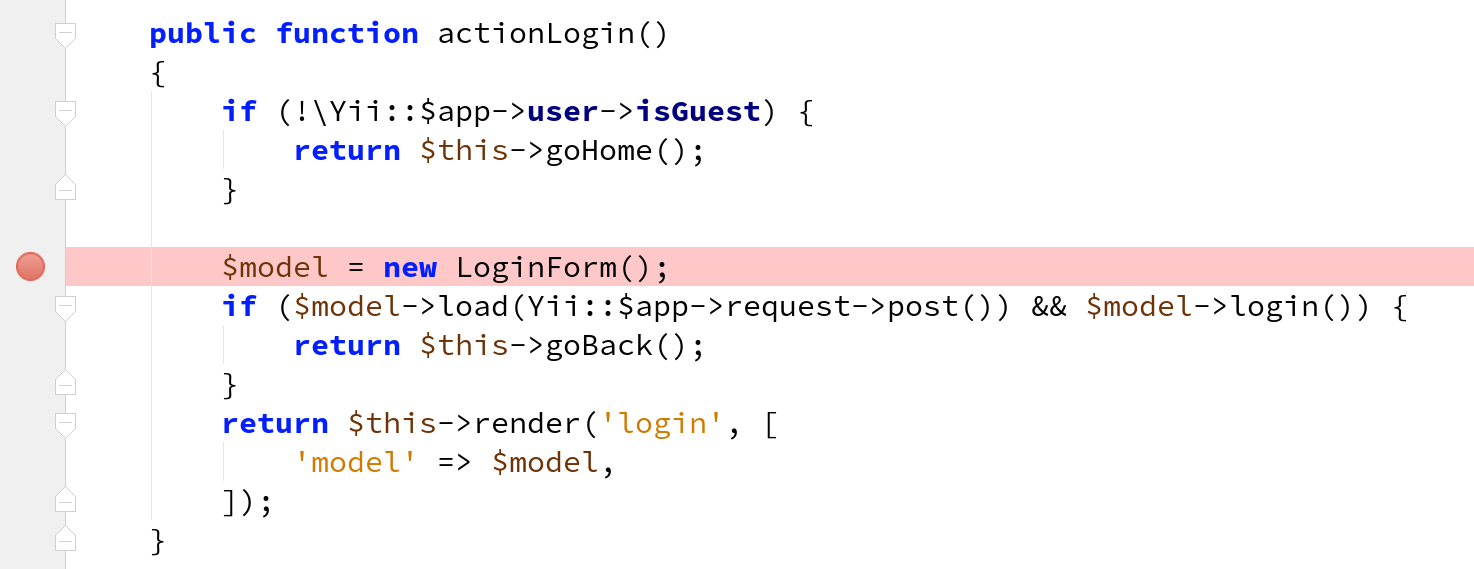 public function actionLogin()
{
    if (!\Yii::$app->user->isGuest) {
        return $this->goHome();
    }

    $model = new LoginForm();
    if ($model->load(Yii::$app->request->post()) && $model->login()) {
        return $this->goBack();
    }
    return $this->render('login', [
        'model' => $model,
    ]);
}